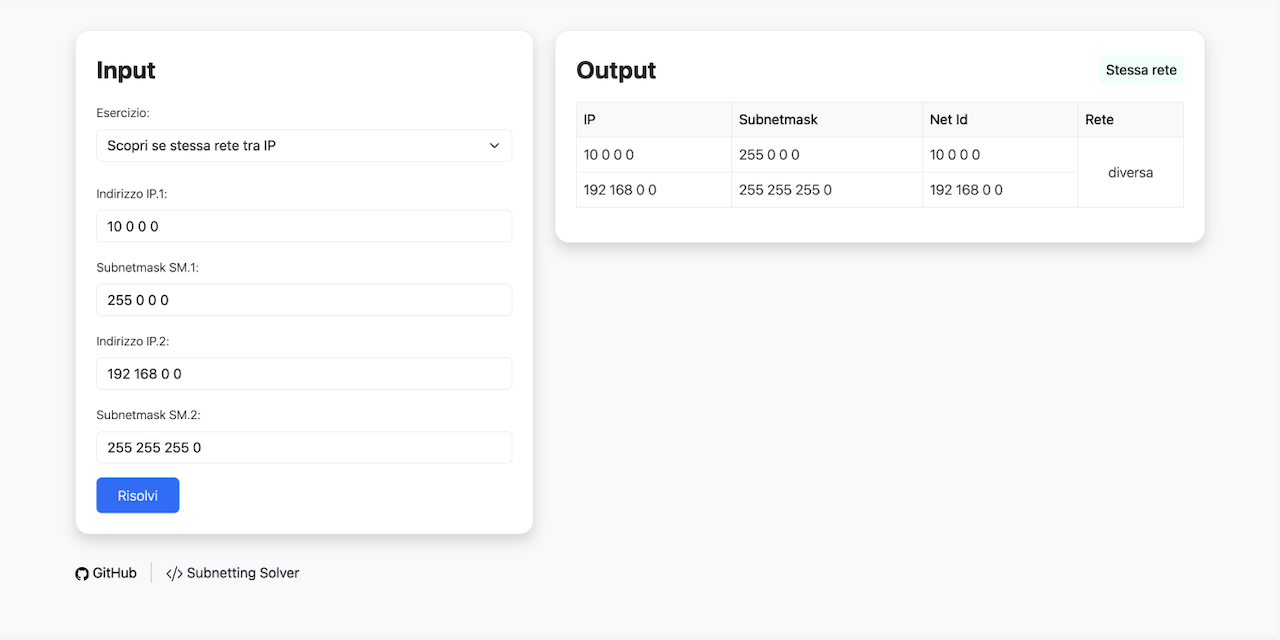 Input
Esercizio:
Scopri se stessa rete tra IP
Indirizzo IP.1:
10 0 0 0
Subnetmask SM.1:
255 0 0 0
Indirizzo IP.2:
192 168 0 0
Subnetmask SM.2:
255 255 255 0
Risolvi
Output
Stessa rete
IP Subnetmask Net Id Rete
10 0 0 0 255 0 0 0 10 0 0 0
diversa
192 168 0 0 255 255 255 0 192 168 0 0
GitHub </> Subnetting Solver